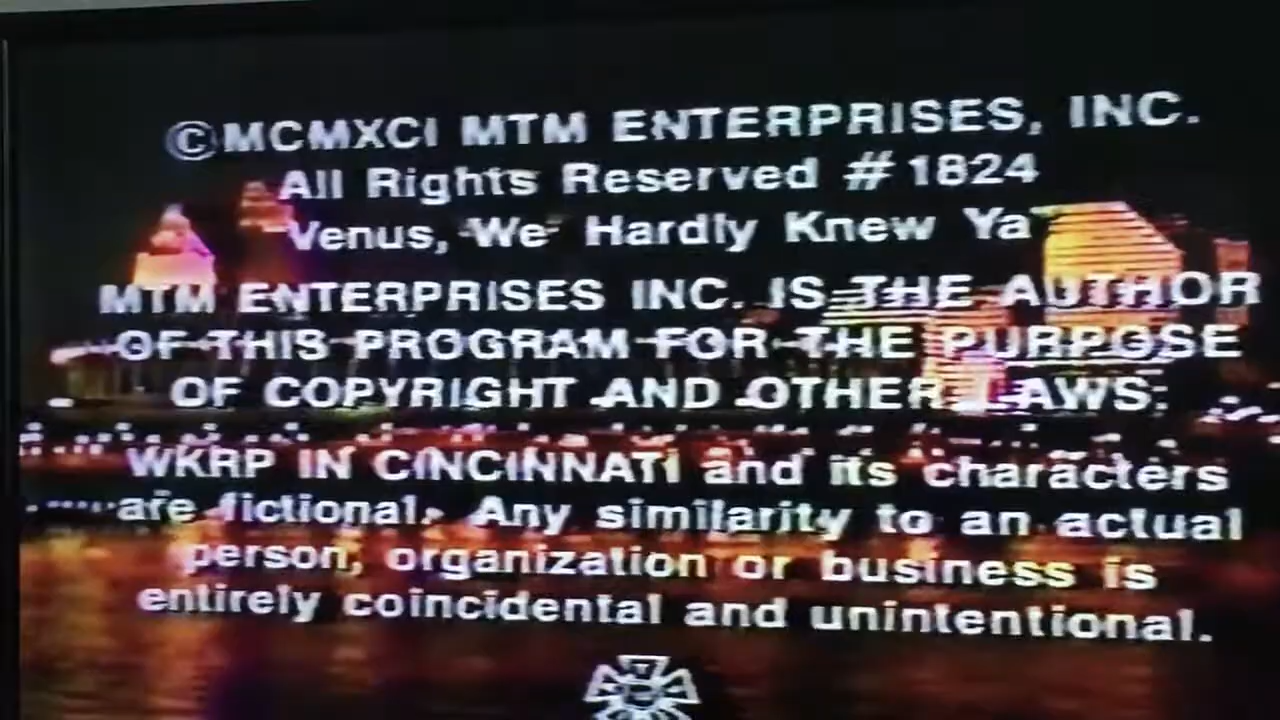 ©MCMXCI MTM ENTERPRISES, INC.
All Rights Reserved #1824
Venus, We Hardly Knew Ya
MTM ENTERPRISES INC. IS THE AUTHOR
OF THIS PROGRAM FOR THE PURPOSE
OF COPYRIGHT AND OTHER LAWS.
WKRP IN CINCINNATI and its characters
are fictional. Any similarity to an actual
person, organization or business is
entirely coincidental and unintentional.